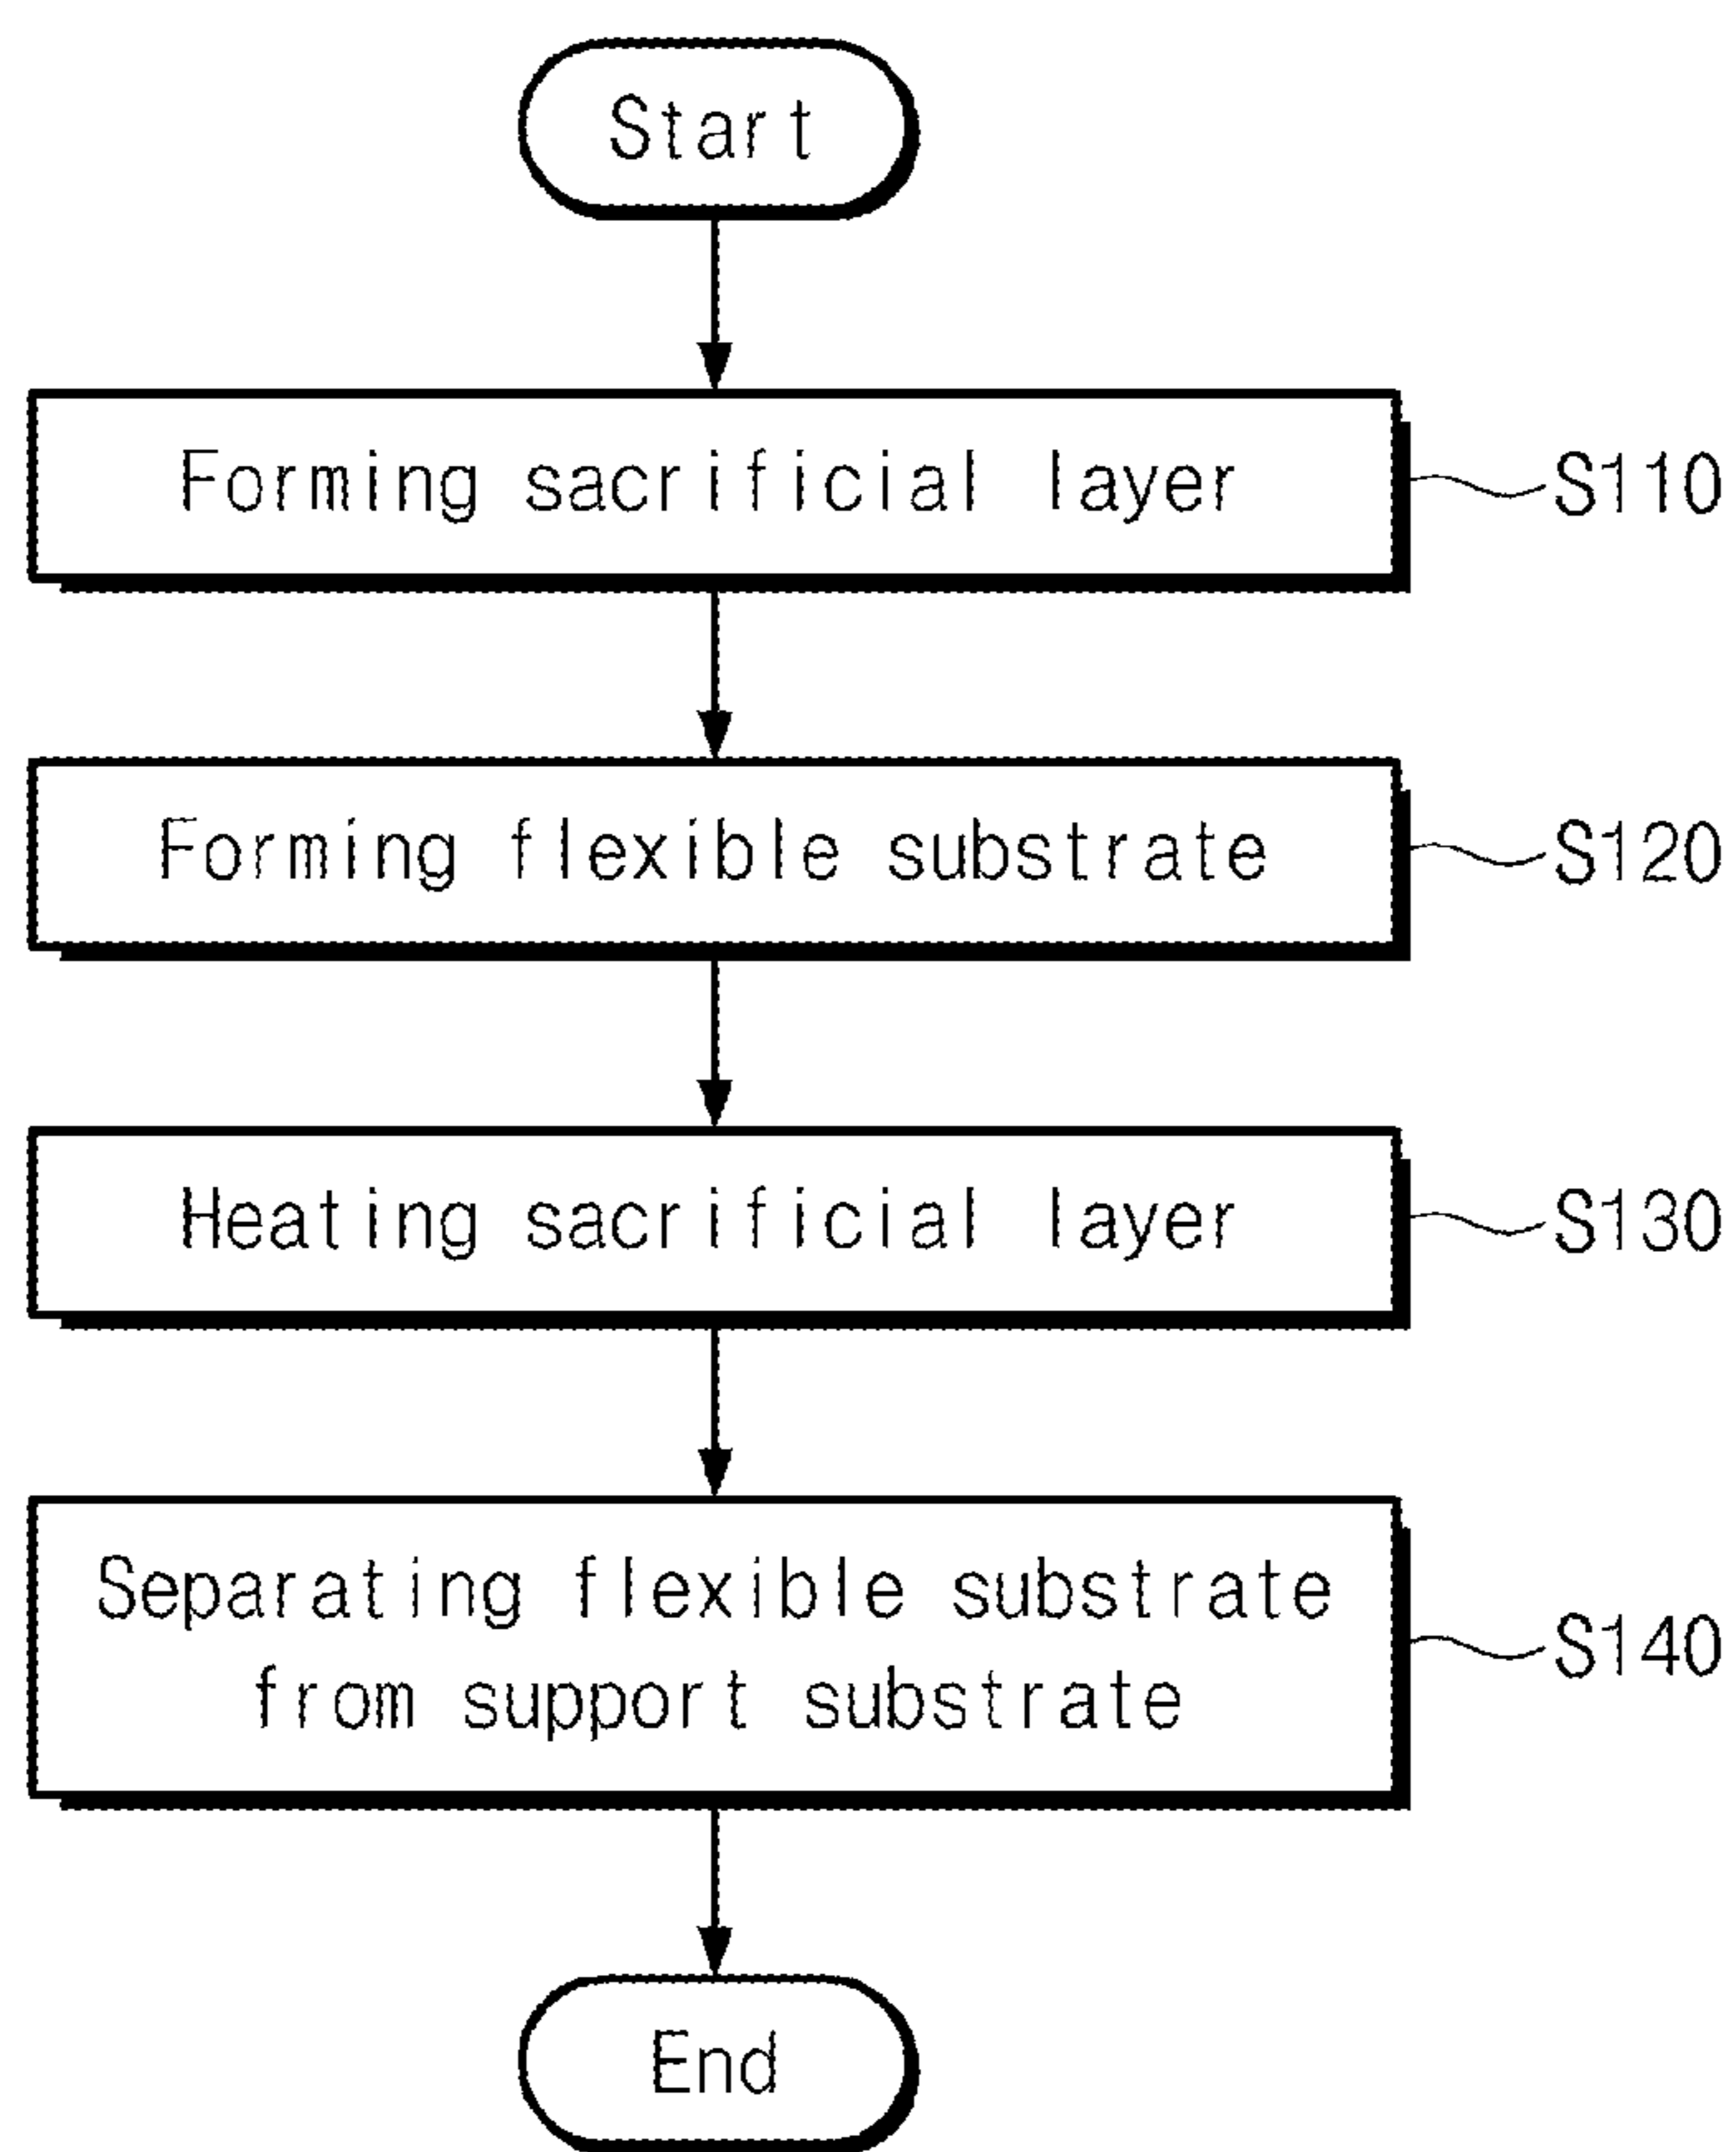 Start
Forming sacrificial layer
S110
Forming flexible substrate
S120
Heating sacrificial layer
S130
Separating flexible substrate
from support substrate
S140
End